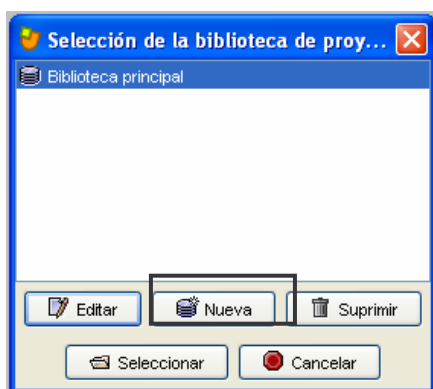 Selección de la biblioteca de proy...
Biblioteca principal
Editar Nueva Suprimir
Seleccionar Cancelar